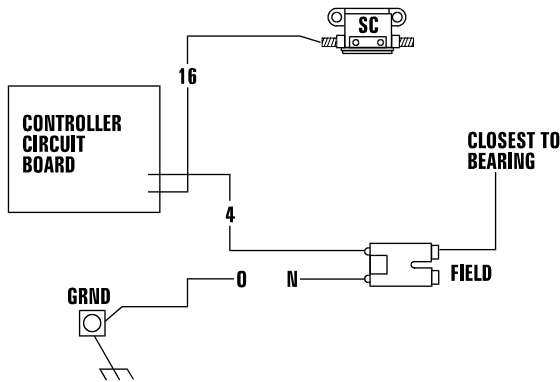 SC
16
CONTROLLER
CIRCUIT
BOARD
CLOSEST TO
BEARING
4
0 N
FIELD
GRND